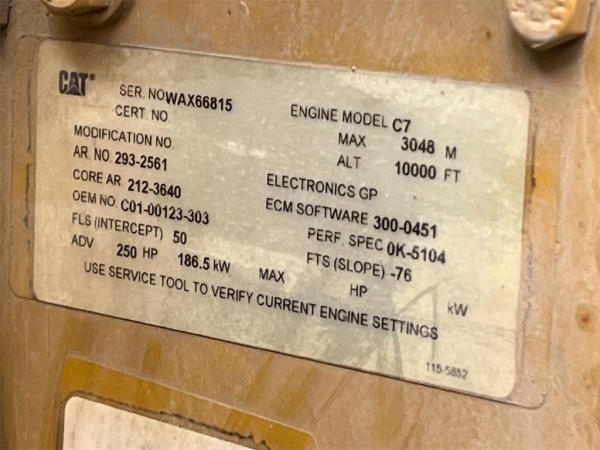 CAT®
SER. NO WAX66815
ENGINE MODEL C7
CERT. NO
MAX 3048 M
MODIFICATION NO
ALT 10000 FT
AR. NO. 293-2561
ELECTRONICS GP
CORE AR. 212-3640
ECM SOFTWARE 300-0451
OEM NO. C01-00123-303
PERF. SPEC 0K-5104
FLS (INTERCEPT) 50
FTS (SLOPE) -76
ADV 250 HP 186.5 kW MAX HP kW
USE SERVICE TOOL TO VERIFY CURRENT ENGINE SETTINGS
115-5852